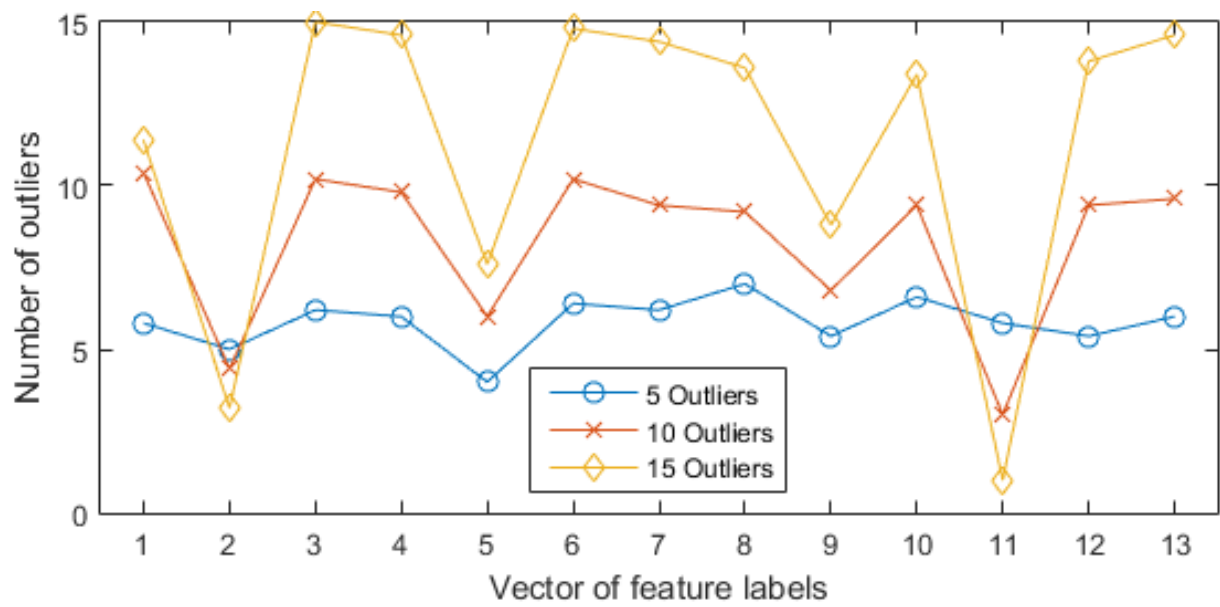 15
10
5
0
Number of outliers
5 Outliers
10 Outliers
15 Outliers
1 2 3 4 5 6 7 8 9 10 11 12 13
Vector of feature labels